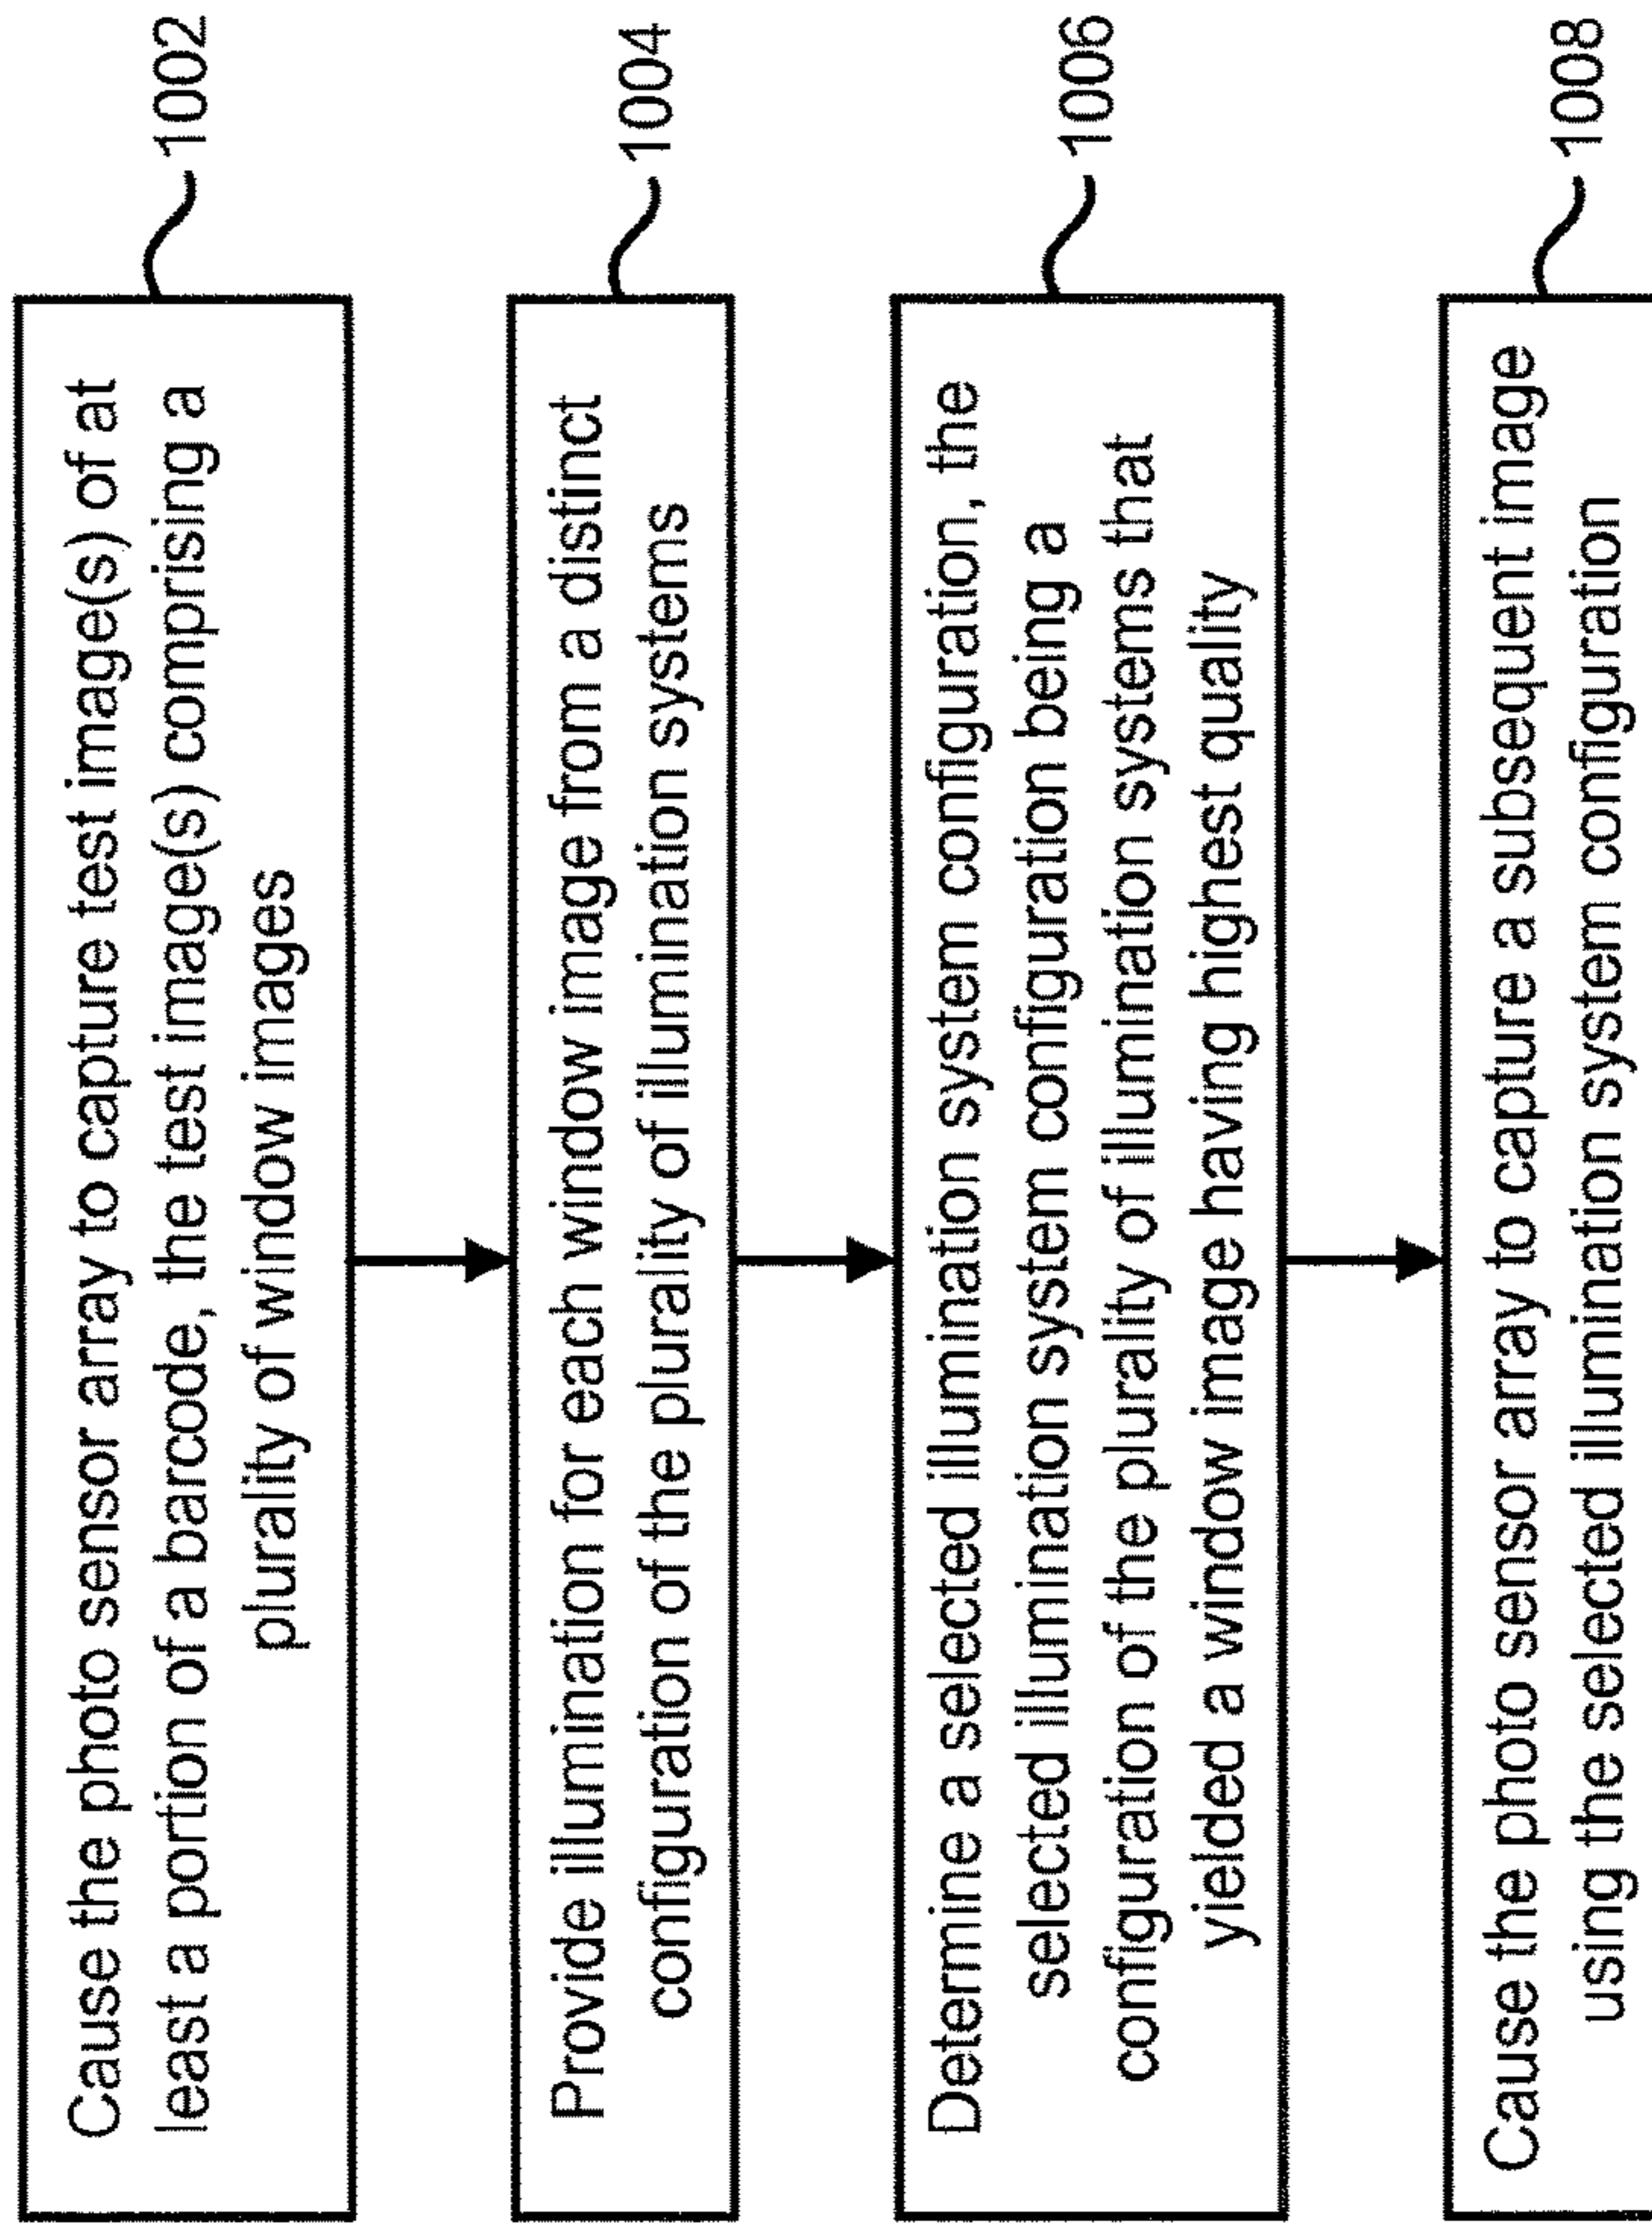 Cause the photo sensor array to capture test image(s) of at
least a portion of a barcode, the test image(s) comprising a
plurality of window images
1002
Provide illumination for each window image from a distinct
configuration of the plurality of illumination systems
1004
Determine a selected illumination system configuration, the
selected illumination system configuration being a
configuration of the plurality of illumination systems that
yielded a window image having highest quality
1006
Cause the photo sensor array to capture a subsequent image
using the selected illumination system configuration
1008